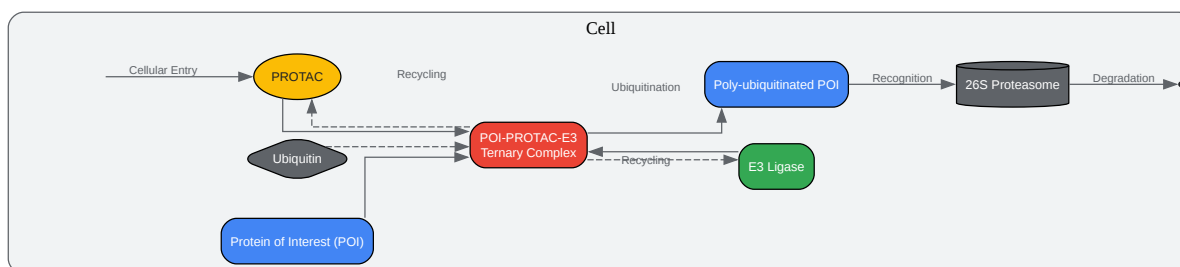 Cell
Cellular Entry
PROTAC
Recycling
Ubiquitination
Poly-ubiquitinated POI
Recognition
26S Proteasome
Degradation
POI-PROTAC-E3
Ternary Complex
Ubiquitin
Recycling
E3 Ligase
Protein of Interest (POI)